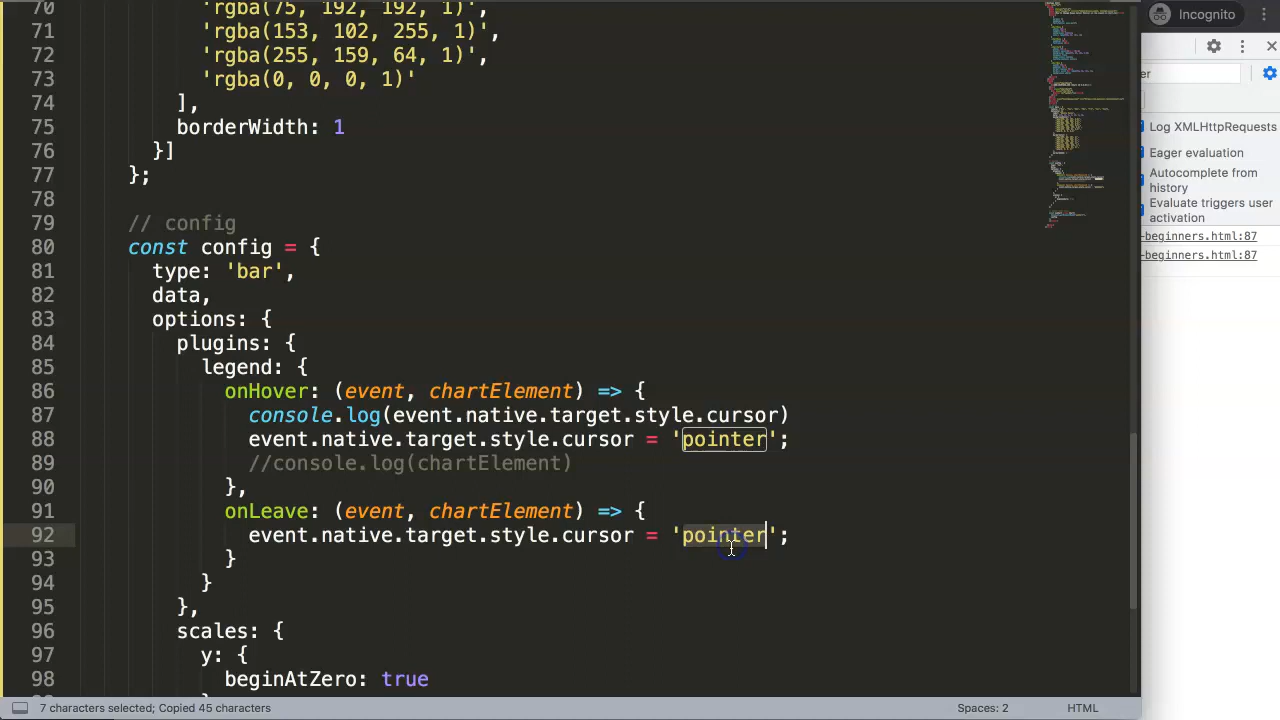 70 'rgba(75, 192, 192, 1)',
71 'rgba(153, 102, 255, 1)',
72 'rgba(255, 159, 64, 1)',
73 'rgba(0, 0, 0, 1)'
74 ],
75 borderWidth: 1
76 }]
77 };
78
79 // config
80 const config = {
81 type: 'bar',
82 data,
83 options: {
84 plugins: {
85 legend: {
86 onHover: (event, chartElement) => {
87 console.log(event.native.target.style.cursor)
88 event.native.target.style.cursor = 'pointer';
89 //console.log(chartElement)
90 },
91 onLeave: (event, chartElement) => {
92 event.native.target.style.cursor = 'pointer';
93 }
94 }
95 },
96 scales: {
97 y: {
98 beginAtZero: true
7 characters selected; Copied 45 characters
Spaces: 2
HTML
Incognito
er
Log XMLHttpRequests
Eager evaluation
Autocomplete from
history
Evaluate triggers user
activation
-beginners.html:87
-beginners.html:87